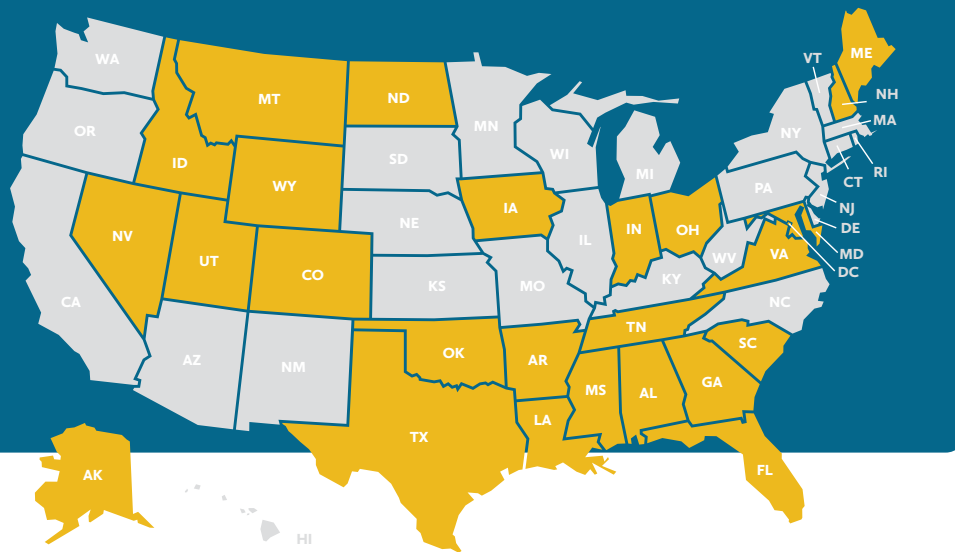 ME
VT
WA
NH
MT
ND
MA
MN
OR
NY
WI
SD
ID
RI
MI
CT
WY
PA
IA
NJ
NE
DE
IN
OH
NV
IL
MD
VA
WV
UT
DC
CO
KY
KS
MO
CA
NC
TN
SC
OK
AZ
AR
NM
GA
MS
AL
LA
TX
FL
AK
HI